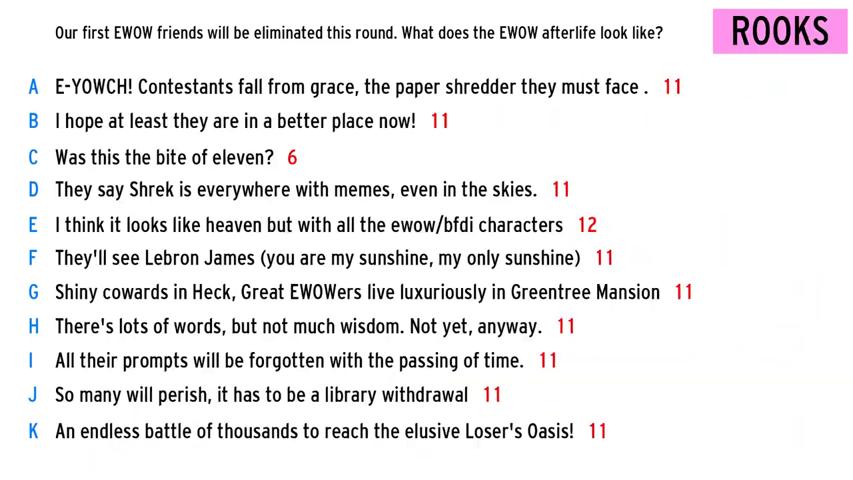 Our first EWOW friends will be eliminated this round. What does the EWOW afterlife look like?
ROOKS
A E-YOWCH! Contestants fall from grace, the paper shredder they must face . 11
B I hope at least they are in a better place now! 11
C Was this the bite of eleven? 6
D They say Shrek is everywhere with memes, even in the skies. 11
E I think it looks like heaven but with all the ewow/bfdi characters 12
F They'll see Lebron James (you are my sunshine, my only sunshine) 11
G Shiny cowards in Heck, Great EWOWers live luxuriously in Greentree Mansion 11
H There's lots of words, but not much wisdom. Not yet, anyway. 11
I All their prompts will be forgotten with the passing of time. 11
J So many will perish, it has to be a library withdrawal 11
K An endless battle of thousands to reach the elusive Loser's Oasis! 11